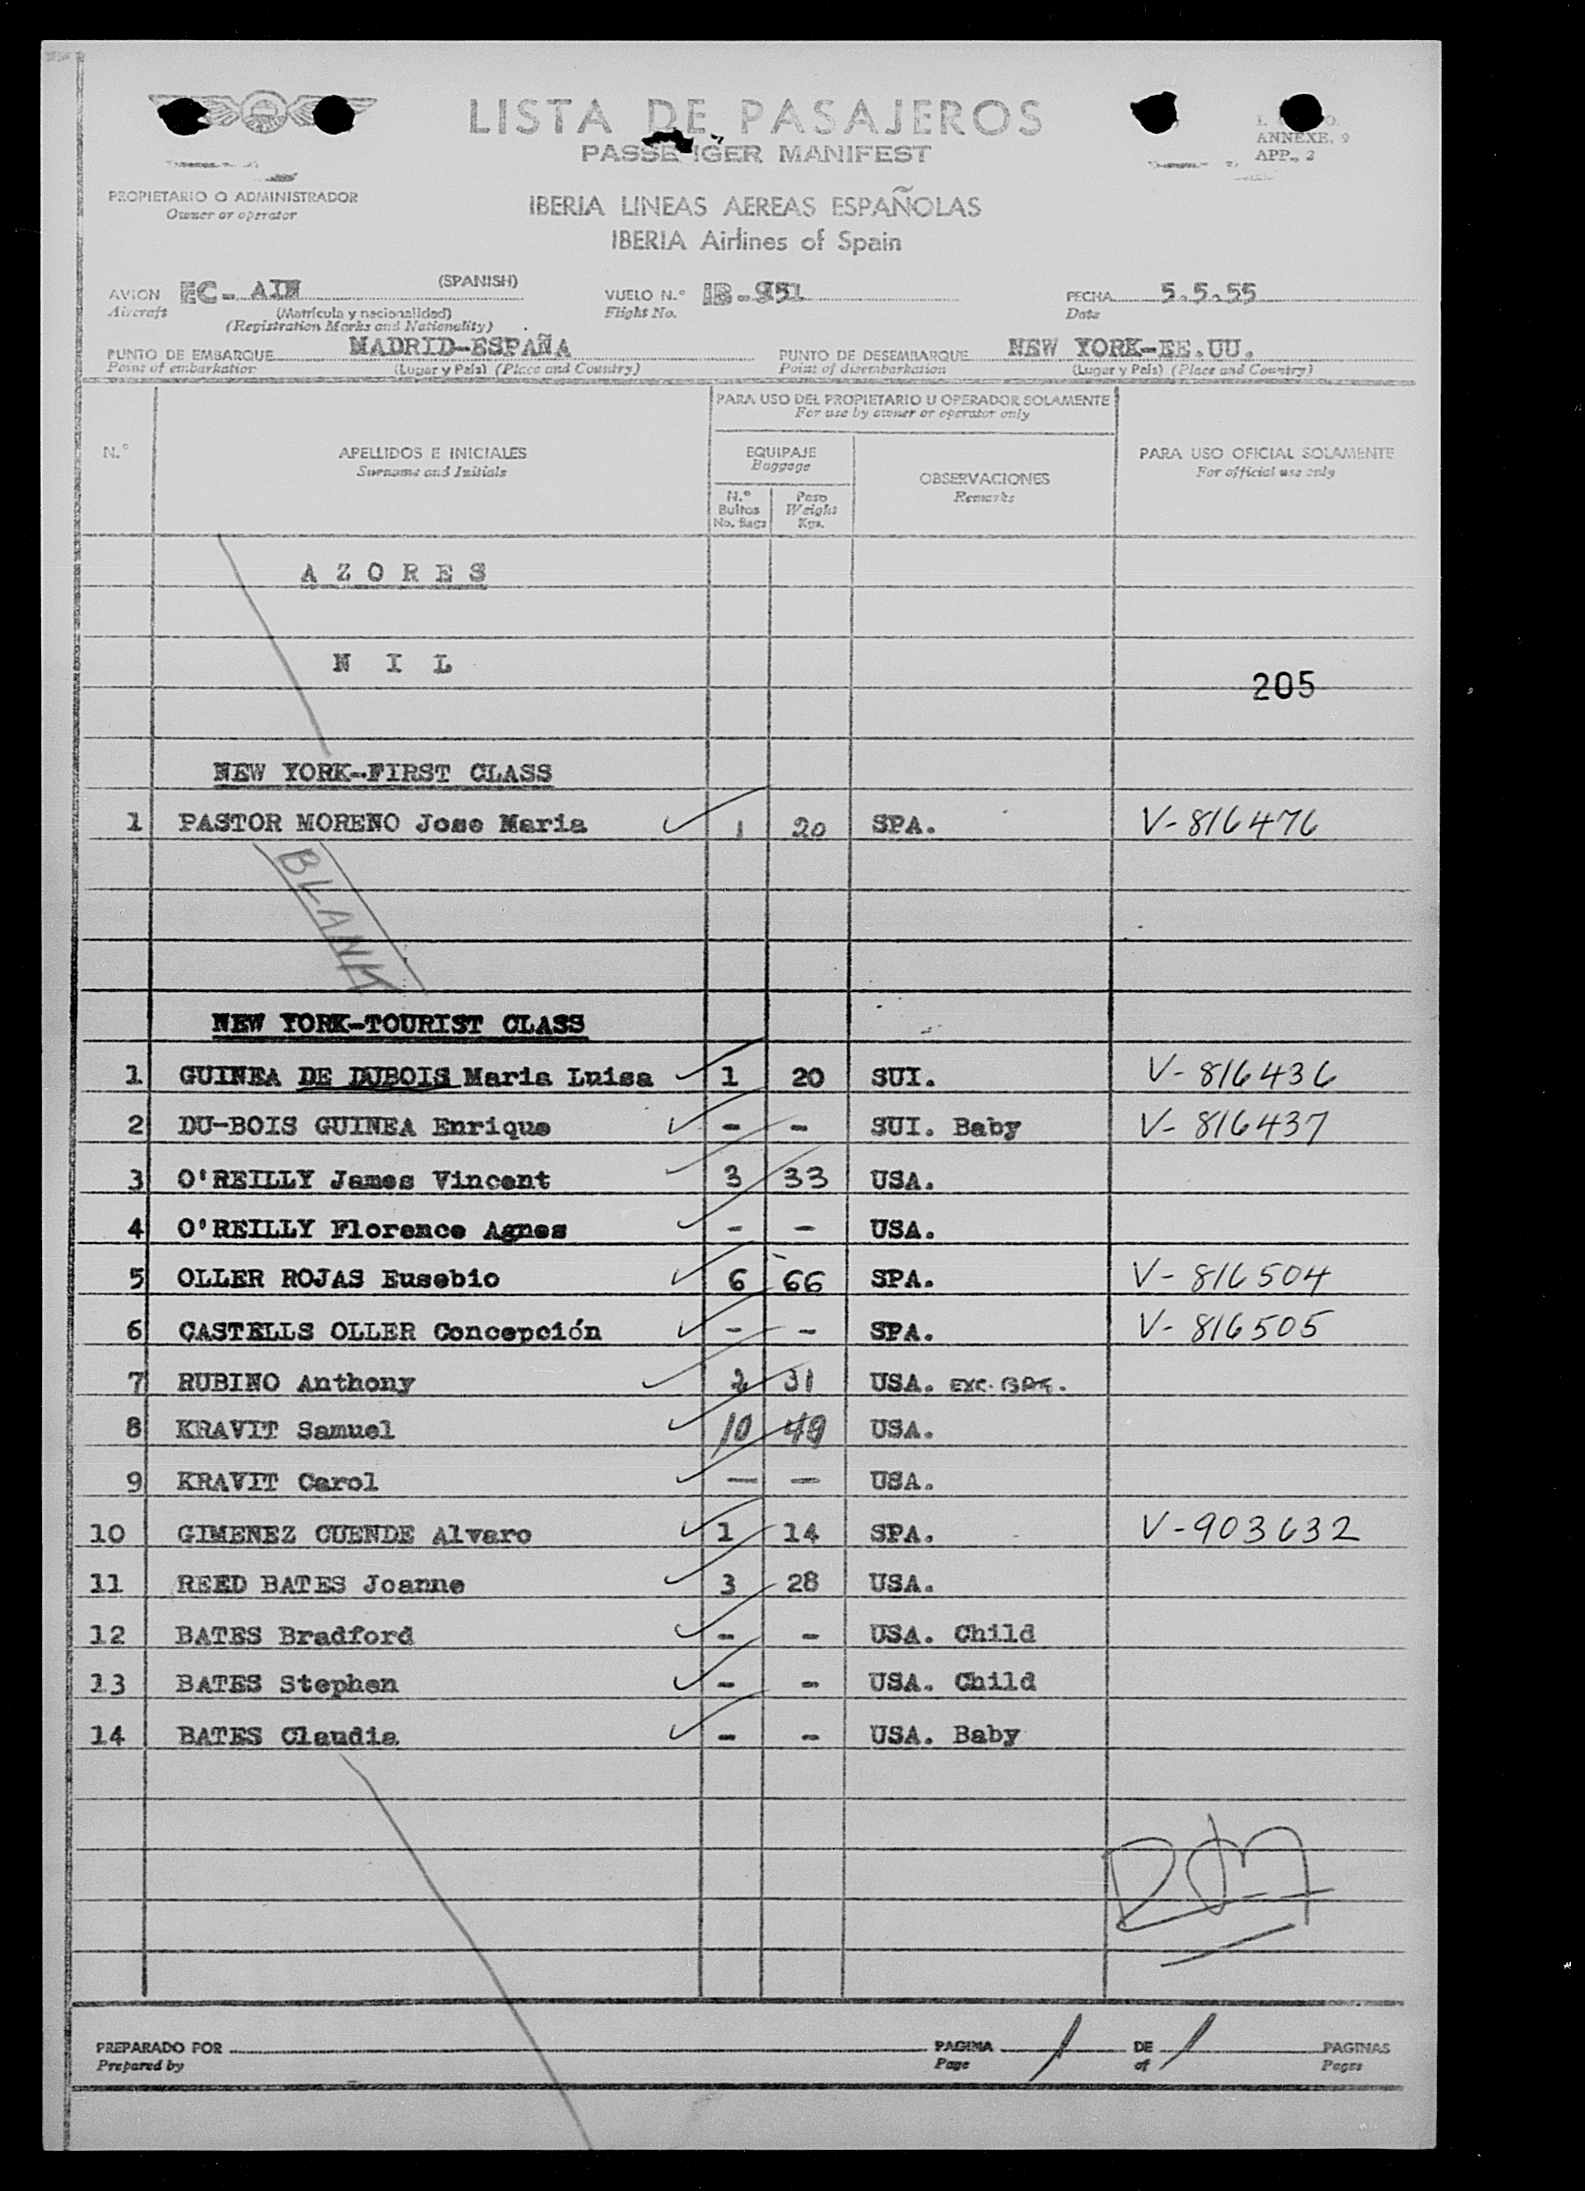 LISTA DE PASAJEROS
PASSENGER MANIFEST
ANNEXE. 9
APP., 2
PROPIETARIO O ADMINISTRADOR
Owner or operator
IBERIA LINEAS AEREAS ESPAÑOLAS
IBERIA Airlines of Spain
AVION EC- AIN (SPANISH) VUELO N.° IB-951 FECHA 5.5.55
Aircraft (Matrícula y nacionalidad) Flight No. Date
(Registration Marks and Nationality)
PUNTO DE EMBARQUE MADRID-ESPAÑA PUNTO DE DESEMBARQUE NEW YORK-EE.UU.
Point of embarkation (Lugar y País) (Place and Country) Point of disembarkation (Lugar y País) (Place and Country)
PARA USO DEL PROPIETARIO U OPERADOR SOLAMENTE
For use by owner or operator only
N.° APELLIDOS E INICIALES EQUIPAJE OBSERVACIONES PARA USO OFICIAL SOLAMENTE
Surname and Initials Baggage Remarks For official use only
N.° Bultos Peso
No. Bags Weight Kgs.
A Z O R E S
N I L
205
NEW YORK-FIRST CLASS
1 PASTOR MORENO Jose Maria 1 20 SPA. V-816476
BLANK
NEW YORK-TOURIST CLASS
1 GUINEA DE DUBOIS Maria Luisa 1 20 SUI. V-816436
2 DU-BOIS GUINEA Enrique - - SUI. Baby V-816437
3 O'REILLY James Vincent 3 33 USA.
4 O'REILLY Florence Agnes - - USA.
5 OLLER ROJAS Eusebio 6 66 SPA. V-816504
6 CASTELLS OLLER Concepción - - SPA. V-816505
7 RUBINO Anthony 2 31 USA. EXC. BAG.
8 KRAVIT Samuel 10 49 USA.
9 KRAVIT Carol - - USA.
10 GIMENEZ CUENDE Alvaro 1 14 SPA. V-903632
11 REED BATES Joanne 3 28 USA.
12 BATES Bradford - - USA. Child
13 BATES Stephen - - USA. Child
14 BATES Claudia - - USA. Baby
PREPARADO POR PAGINA 1 DE 1 PAGINAS
Prepared by Page of Pages